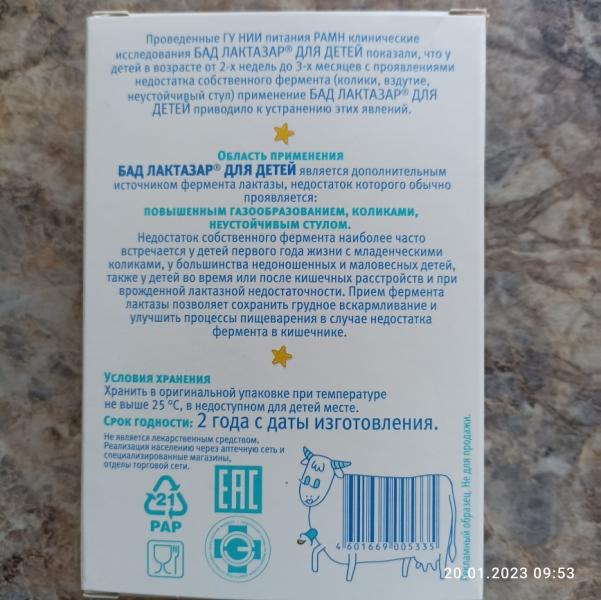 Проведенные ГУ НИИ питания РАМН клинические
исследования БАД ЛАКТАЗАР® ДЛЯ ДЕТЕЙ показали, что у
детей в возрасте от 2-х недель до 3-х месяцев с проявлениями
недостатка собственного фермента (колики, вздутие,
неустойчивый стул) применение БАД ЛАКТАЗАР® ДЛЯ
ДЕТЕЙ приводило к устранению этих явлений.
Область применения
БАД ЛАКТАЗАР® ДЛЯ ДЕТЕЙ является дополнительным
источником фермента лактазы, недостаток которого обычно
проявляется:
повышенным газообразованием, коликами,
неустойчивым стулом.
Недостаток собственного фермента наиболее часто
встречается у детей первого года жизни с младенческими
коликами, у большинства недоношенных и маловесных детей,
также у детей во время или после кишечных расстройств и при
врожденной лактазной недостаточности. Прием фермента
лактазы позволяет сохранить грудное вскармливание и
улучшить процессы пищеварения в случае недостатка
фермента в кишечнике.
Условия хранения
Хранить в оригинальной упаковке при температуре
не выше 25 °С, в недоступном для детей месте.
Срок годности: 2 года с даты изготовления.
Не является лекарственным средством.
Реализация населению через аптечную сеть и
специализированные магазины,
отделы торговой сети.
21
PAP
EAC
4 601669 005335
Рекламный образец. Не для продажи.
20.01.2023 09:53